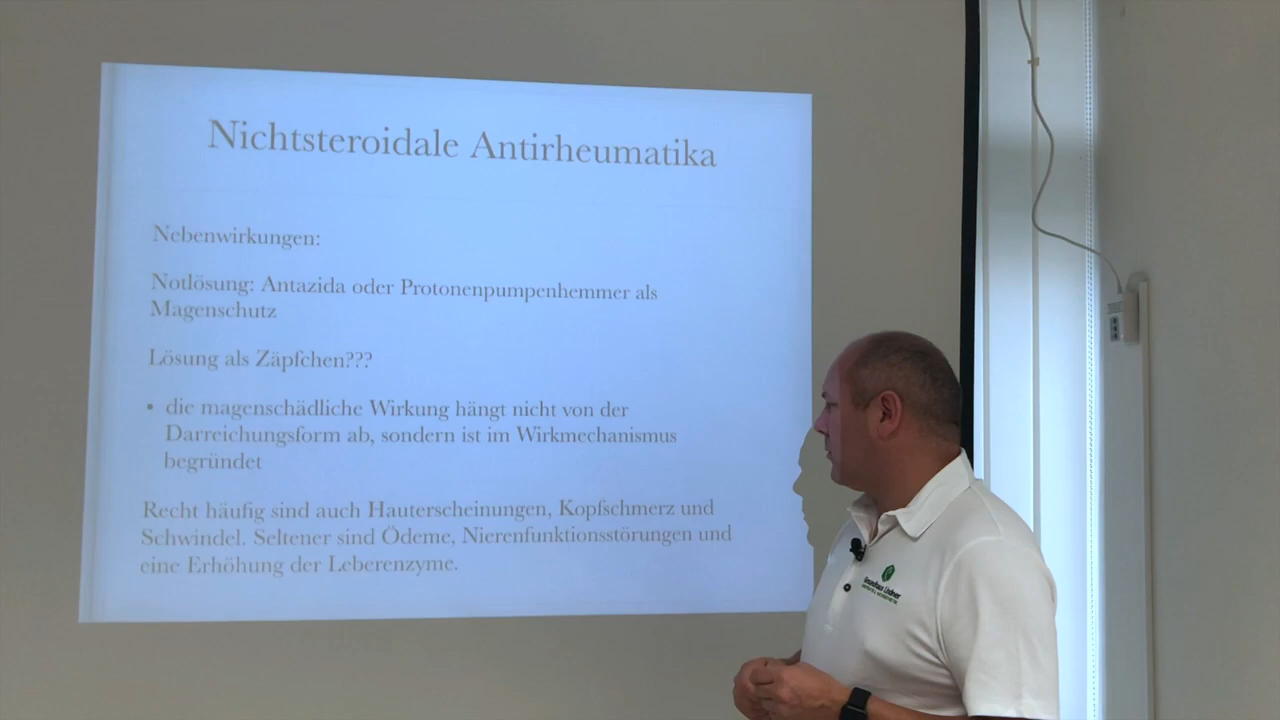 Nichtsteroidale Antirheumatika
Nebenwirkungen:
Notlösung: Antazida oder Protonenpumpenhemmer als
Magenschutz
Lösung als Zäpfchen???
• die magenschädliche Wirkung hängt nicht von der
Darreichungsform ab, sondern ist im Wirkmechanismus
begründet
Recht häufig sind auch Hauterscheinungen, Kopfschmerz und
Schwindel. Seltener sind Ödeme, Nierenfunktionsstörungen und
eine Erhöhung der Leberenzyme.
Gesundhaus Lindner